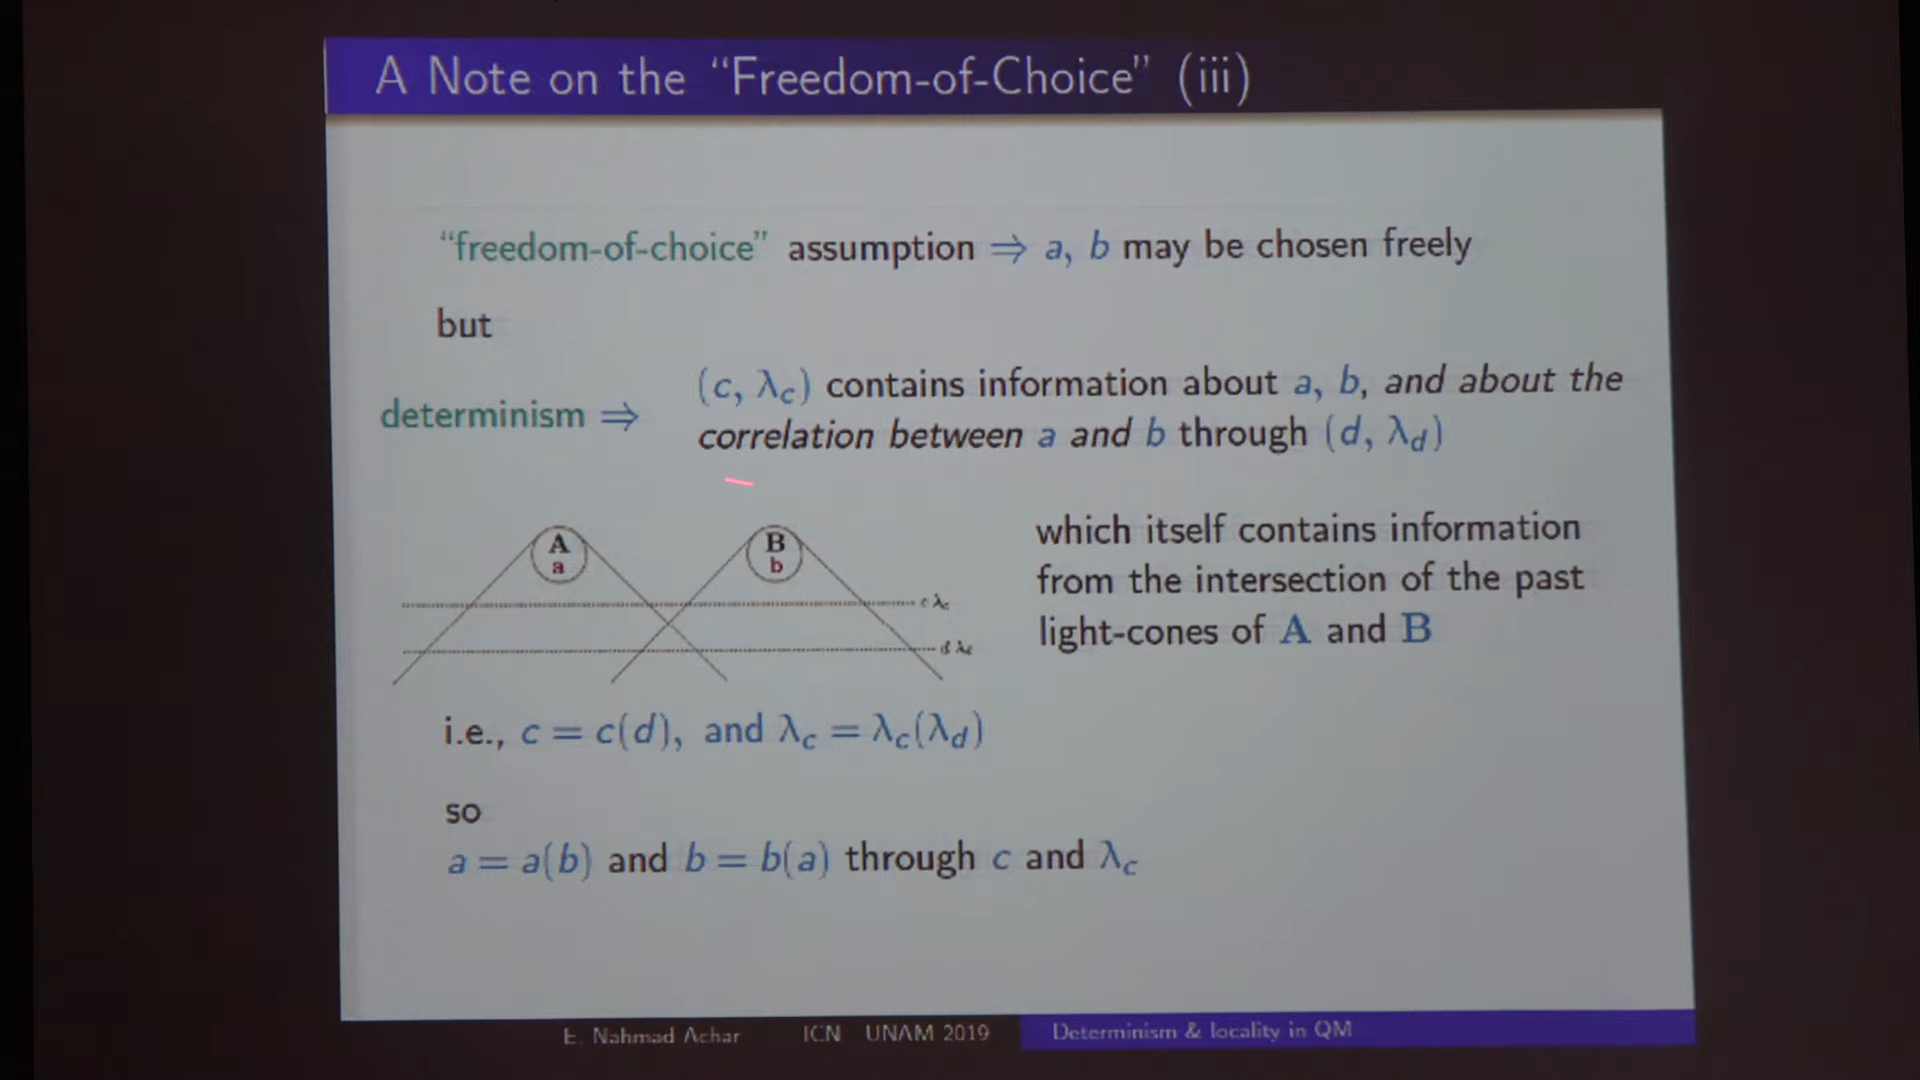 A Note on the “Freedom-of-Choice” (iii)
“freedom-of-choice” assumption ⇒ a, b may be chosen freely
but
determinism ⇒
(c, λc) contains information about a, b, and about the
correlation between a and b through (d, λd)
A
a
B
b
c λc
d λd
which itself contains information
from the intersection of the past
light-cones of A and B
i.e., c = c(d), and λc = λc(λd)
so
a = a(b) and b = b(a) through c and λc
E. Nahmad Achar ICN UNAM 2019 Determinism & locality in QM